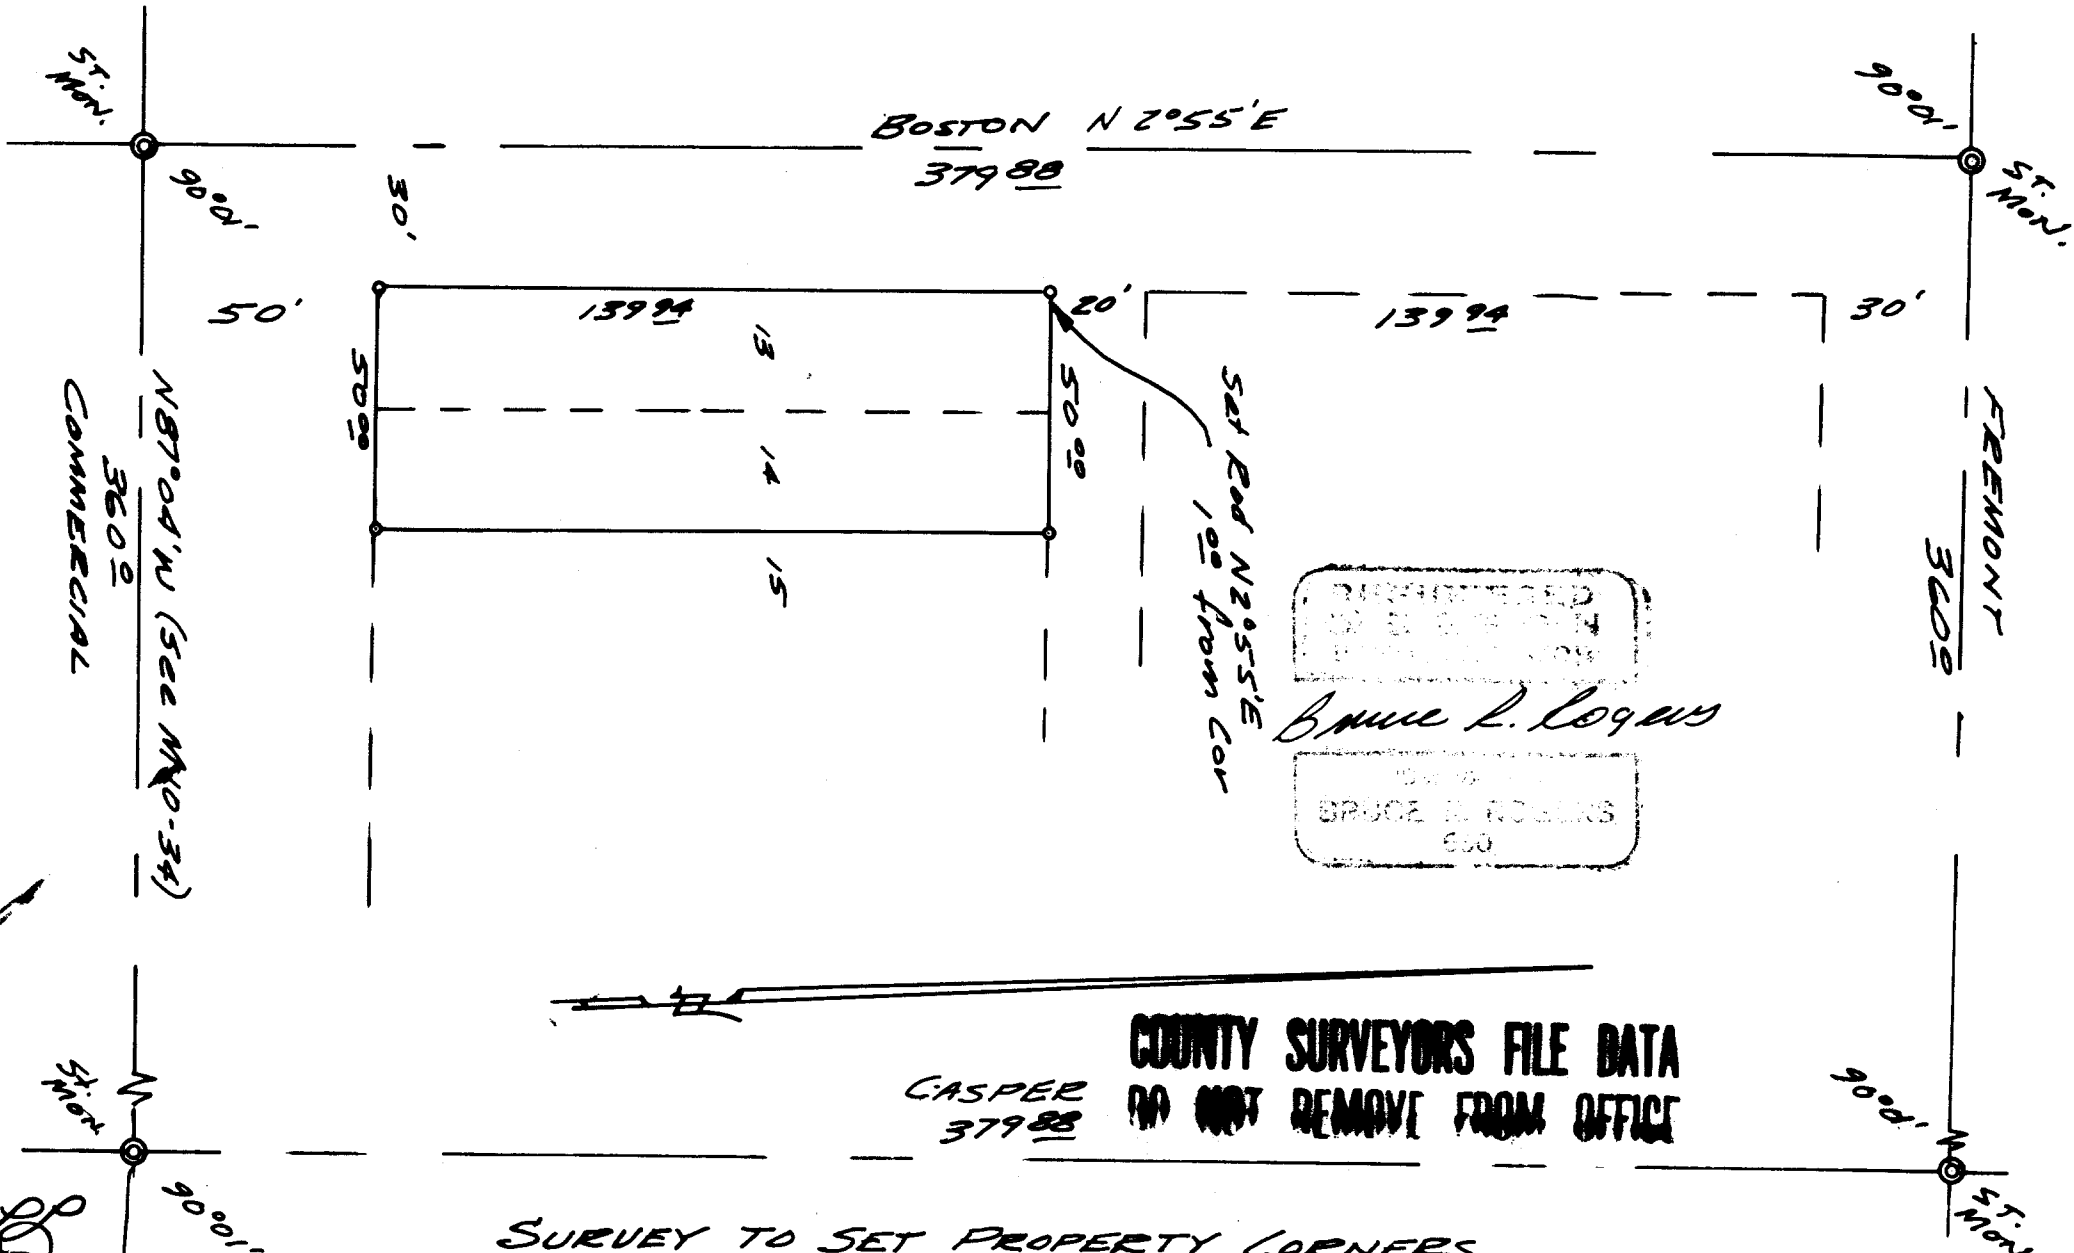 ST.
MON.
90°01'
BOSTON N 2°55'E
379 88
90°01'
ST.
MON.
30'
50'
139 94
20'
139 94
30'
50 00
13
50 00
14
15
N87°04'W (See MNO-34)
360 0
COMMERCIAL
Set Rod N2°55'E
1 00 from Cor
FREMONT
360 0
Bruce R. Rogers
BRUCE R. ROGERS
COUNTY SURVEYORS FILE DATA
DO NOT REMOVE FROM OFFICE
CASPER
379 88
St.
Mon
90°01'
90°01'
ST.
MON
SURVEY TO SET PROPERTY CORNERS